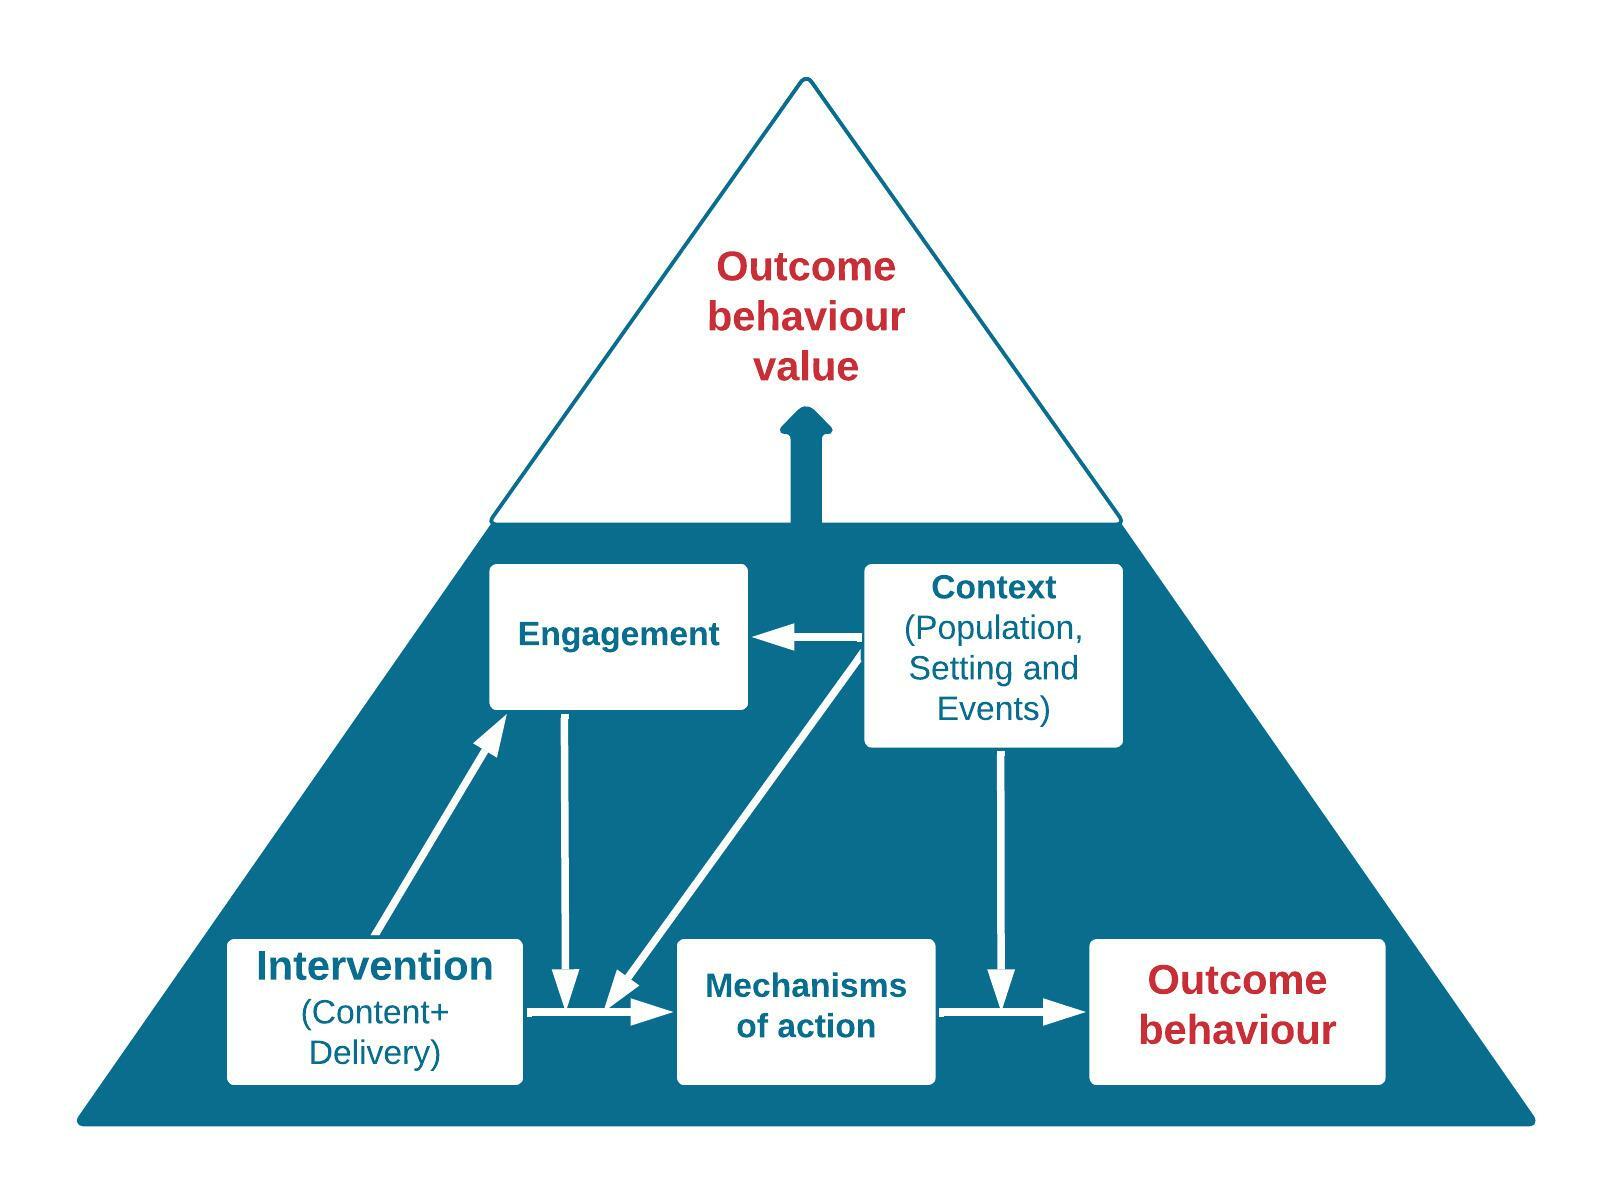 Outcome
behaviour
value
Engagement
Context
(Population,
Setting and
Events)
Intervention
(Content+
Delivery)
Mechanisms
of action
Outcome
behaviour